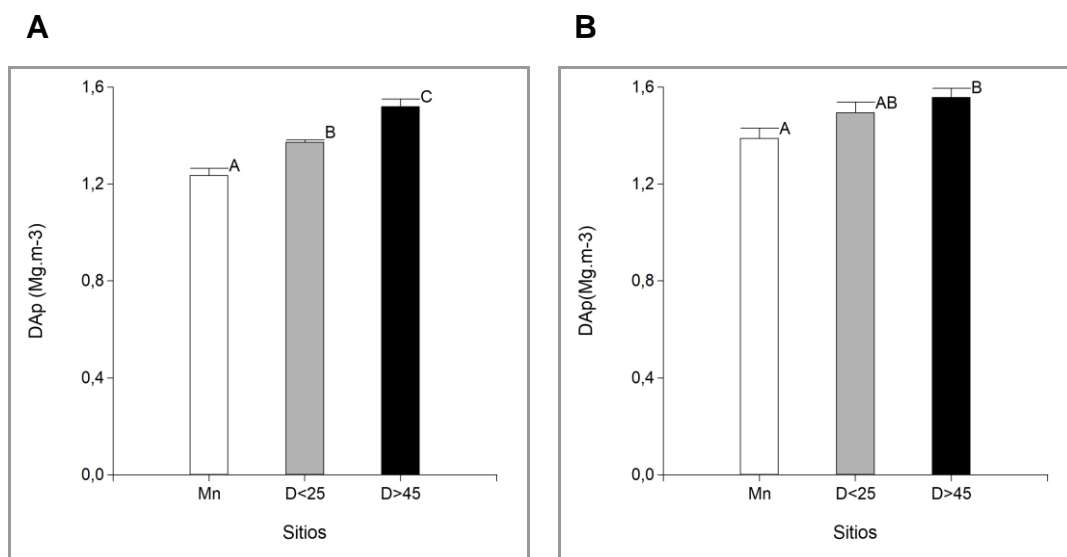 A
1,6
1,2
0,8
0,4
0,0
DAp (Mg.m-3)
A
B
C
Mn D<25 D>45
Sitios
B
1,6
1,2
0,8
0,4
0,0
DAp(Mg.m-3)
A
AB
B
Mn D<25 D>45
Sitios